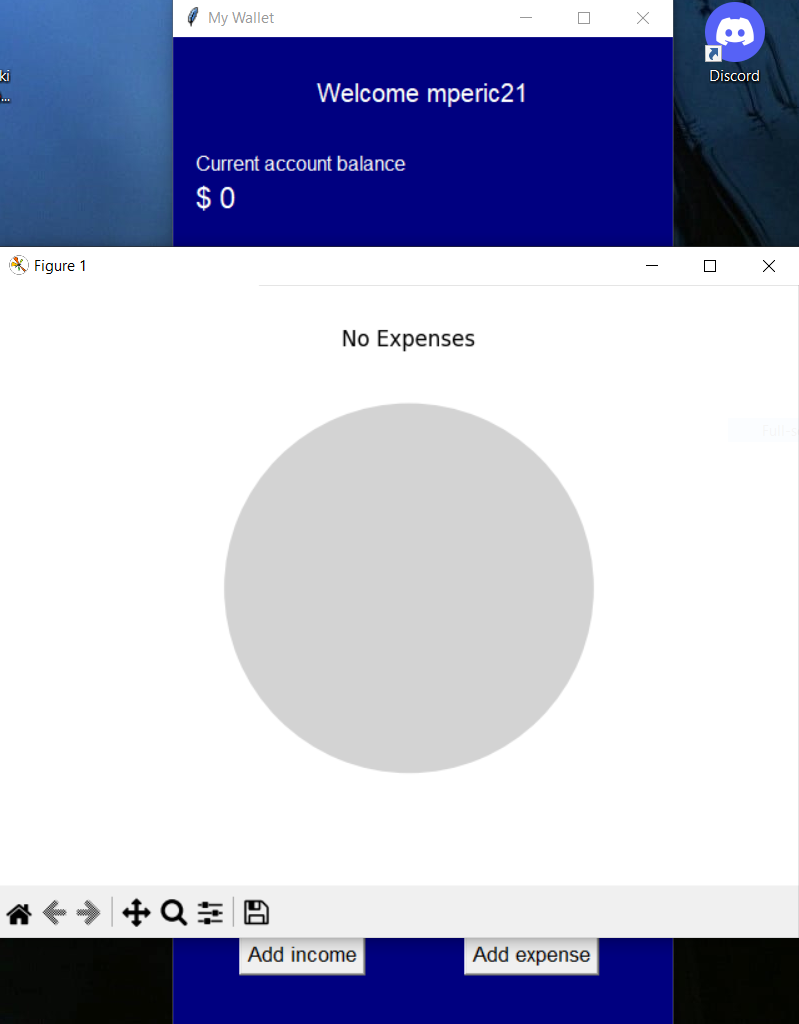 My Wallet
ki
...
Discord
Welcome mperic21
Current account balance
$ 0
Figure 1
No Expenses
Add income
Add expense